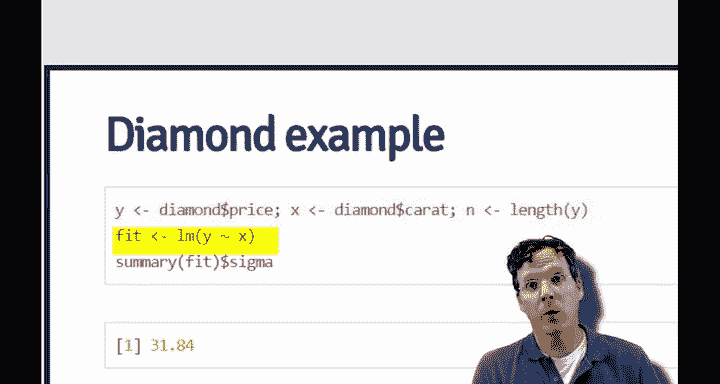 Diamond example
y <- diamond$price; x <- diamond$carat; n <- length(y)
fit <- lm(y ~ x)
summary(fit)$sigma
[1] 31.84